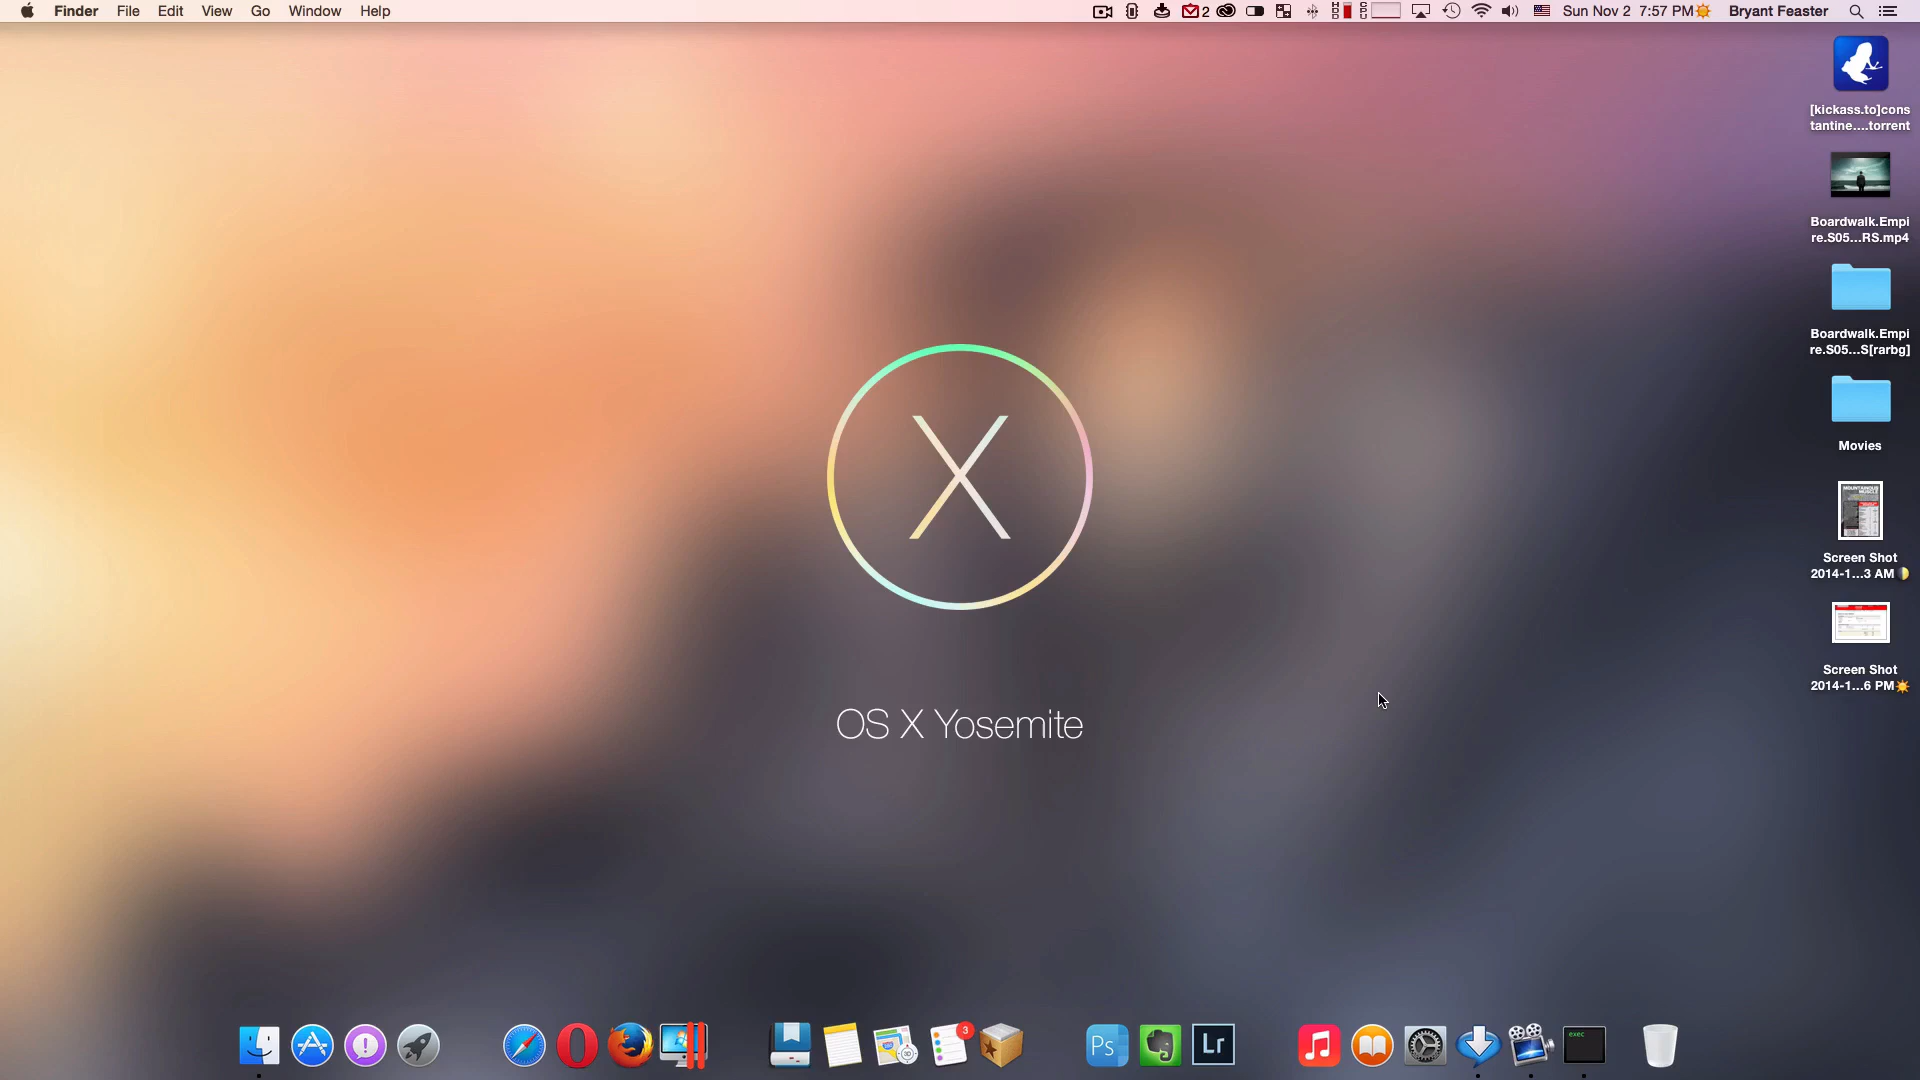 Finder File Edit View Go Window Help
2 Sun Nov 2 7:57 PM Bryant Feaster
[kickass.to]cons
tantine....torrent
Boardwalk.Empi
re.S05...RS.mp4
Boardwalk.Empi
re.S05...S[rarbg]
Movies
Screen Shot
2014-1...3 AM
Screen Shot
2014-1...6 PM
X
OS X Yosemite
3
Ps
Lr
exec